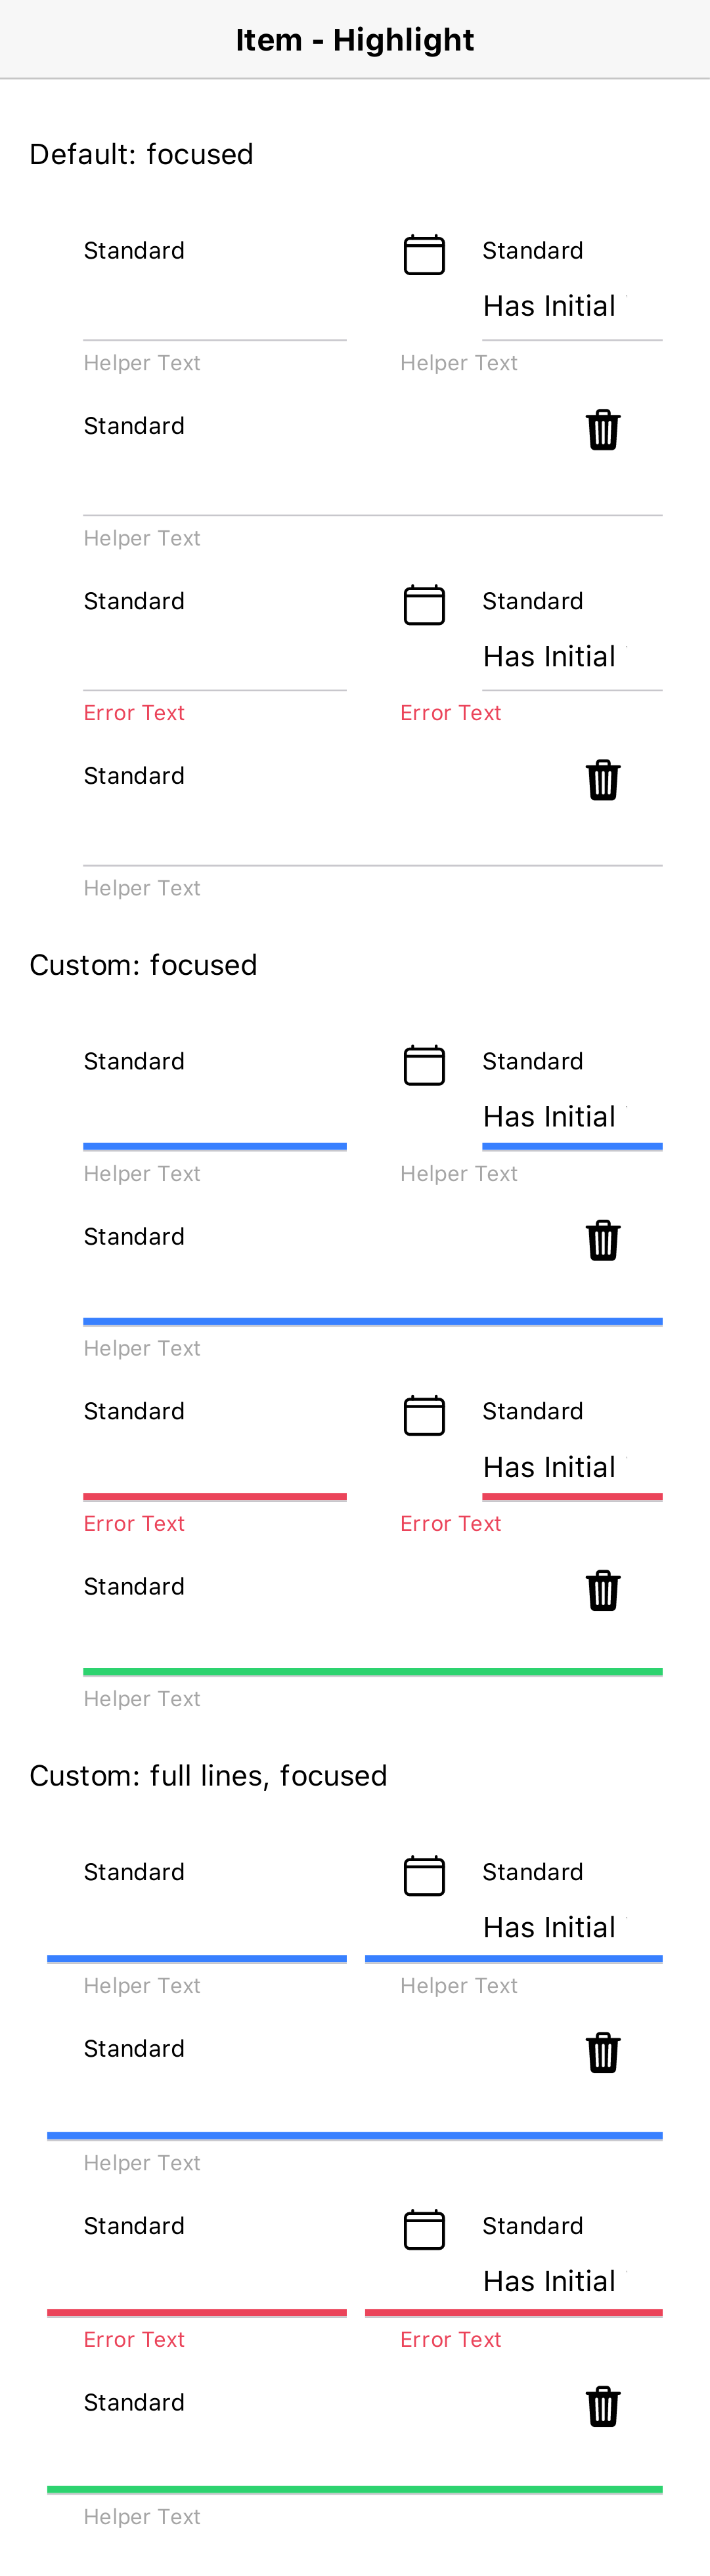 Item - Highlight
Default: focused
Standard Standard
Has Initial
Helper Text Helper Text
Standard
Helper Text
Standard Standard
Has Initial
Error Text Error Text
Standard
Helper Text
Custom: focused
Standard Standard
Has Initial
Helper Text Helper Text
Standard
Helper Text
Standard Standard
Has Initial
Error Text Error Text
Standard
Helper Text
Custom: full lines, focused
Standard Standard
Has Initial
Helper Text Helper Text
Standard
Helper Text
Standard Standard
Has Initial
Error Text Error Text
Standard
Helper Text